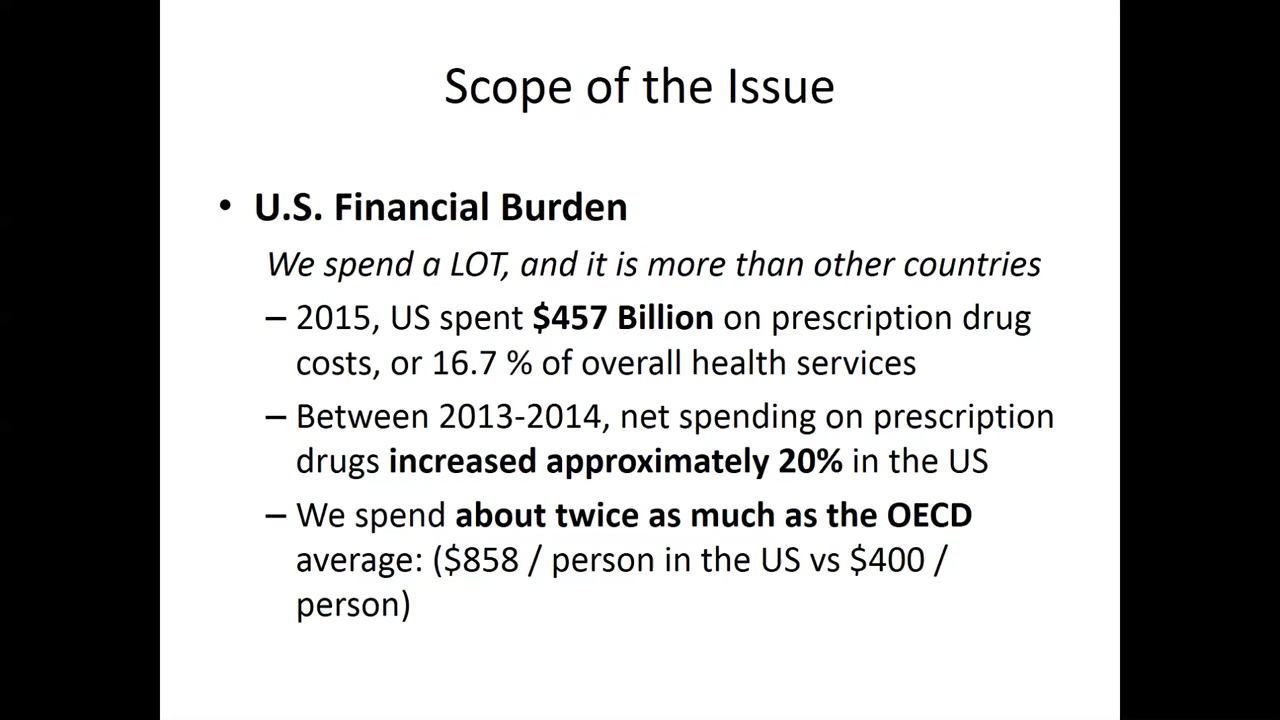 Scope of the Issue
• U.S. Financial Burden
We spend a LOT, and it is more than other countries
– 2015, US spent $457 Billion on prescription drug
costs, or 16.7 % of overall health services
– Between 2013-2014, net spending on prescription
drugs increased approximately 20% in the US
– We spend about twice as much as the OECD
average: ($858 / person in the US vs $400 /
person)